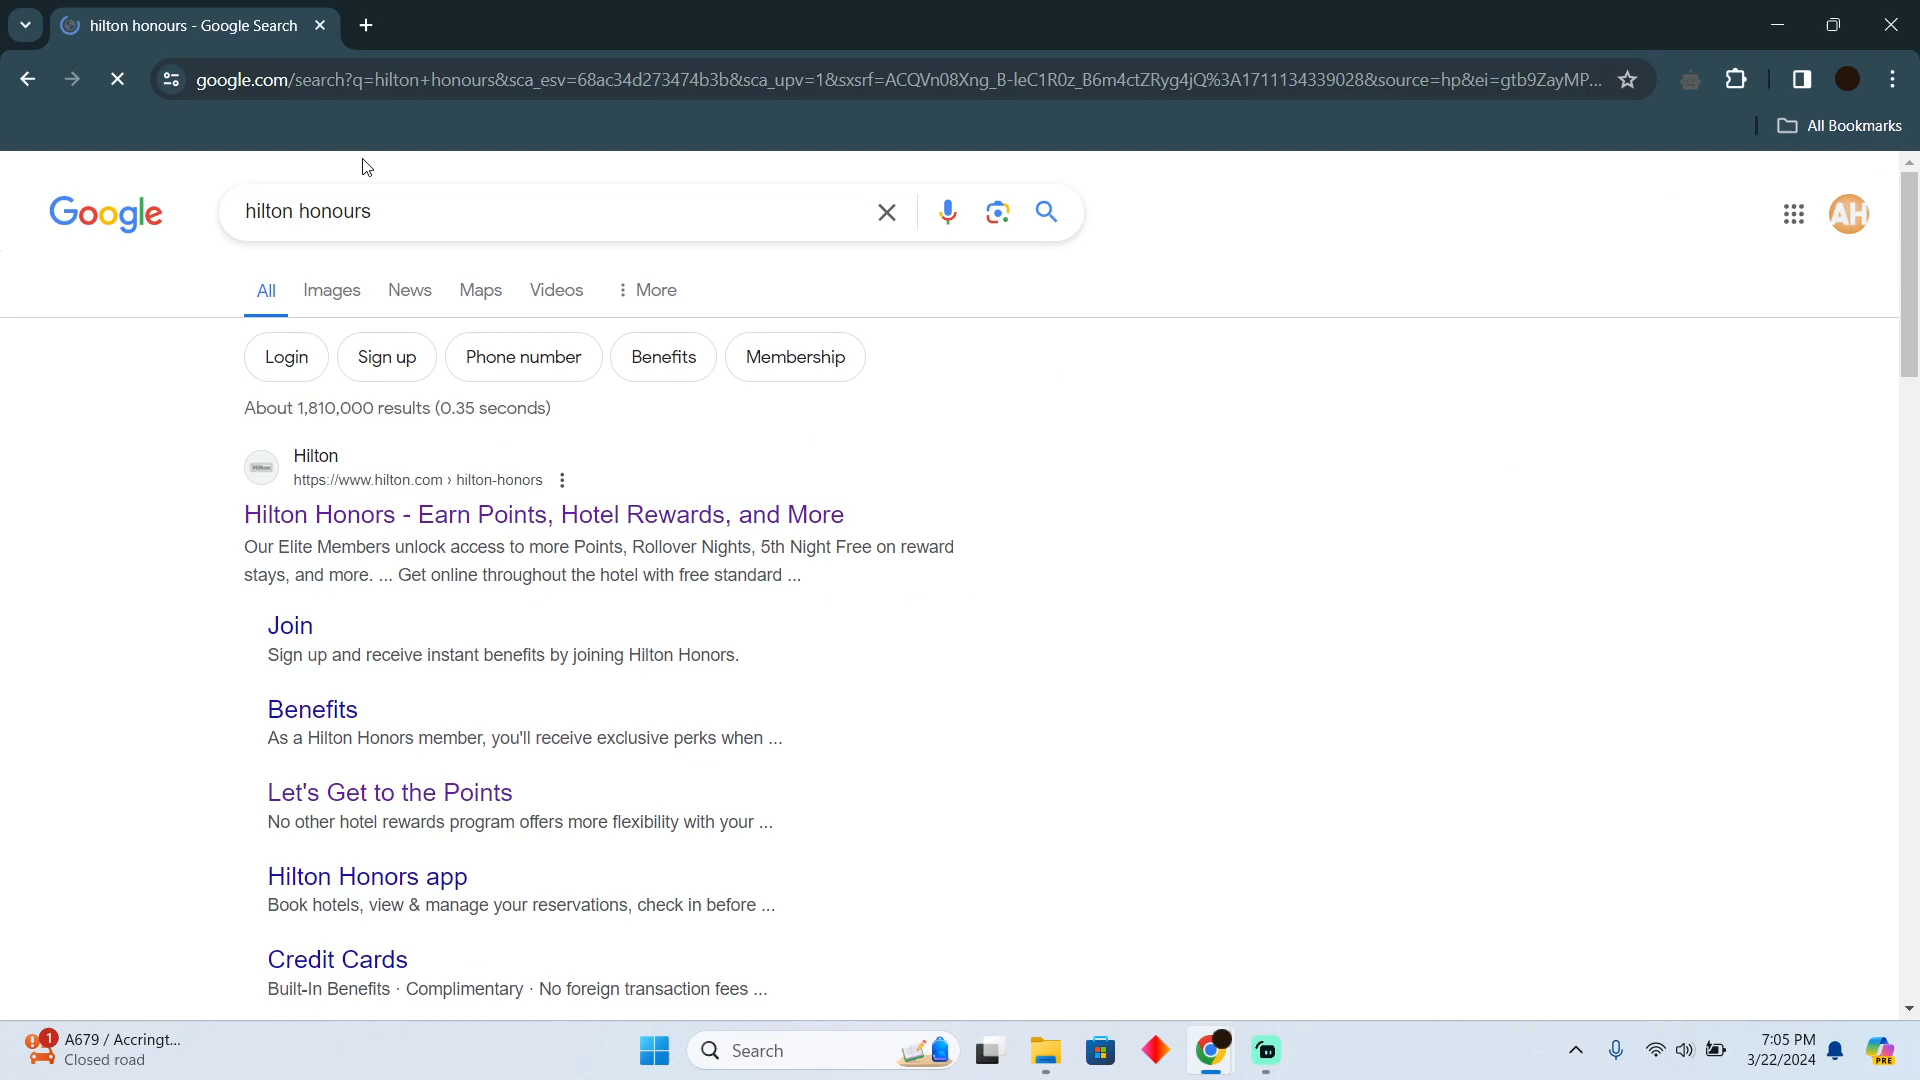 hilton honours - Google Search
google.com/search?q=hilton+honours&sca_esv=68ac34d273474b3b&sca_upv=1&sxsrf=ACQVn08Xng_B-leC1R0z_B6m4ctZRyg4jQ%3A1711134339028&source=hp&ei=gtb9ZayMP...
All Bookmarks
Google
hilton honours
AH
All Images News Maps Videos More
Login Sign up Phone number Benefits Membership
About 1,810,000 results (0.35 seconds)
Hilton
Hilton
https://www.hilton.com › hilton-honors
Hilton Honors - Earn Points, Hotel Rewards, and More
Our Elite Members unlock access to more Points, Rollover Nights, 5th Night Free on reward
stays, and more. ... Get online throughout the hotel with free standard ...
Join
Sign up and receive instant benefits by joining Hilton Honors.
Benefits
As a Hilton Honors member, you'll receive exclusive perks when ...
Let's Get to the Points
No other hotel rewards program offers more flexibility with your ...
Hilton Honors app
Book hotels, view & manage your reservations, check in before ...
Credit Cards
Built-In Benefits · Complimentary · No foreign transaction fees ...
1
A679 / Accringt...
Closed road
Search
7:05 PM
3/22/2024
PRE